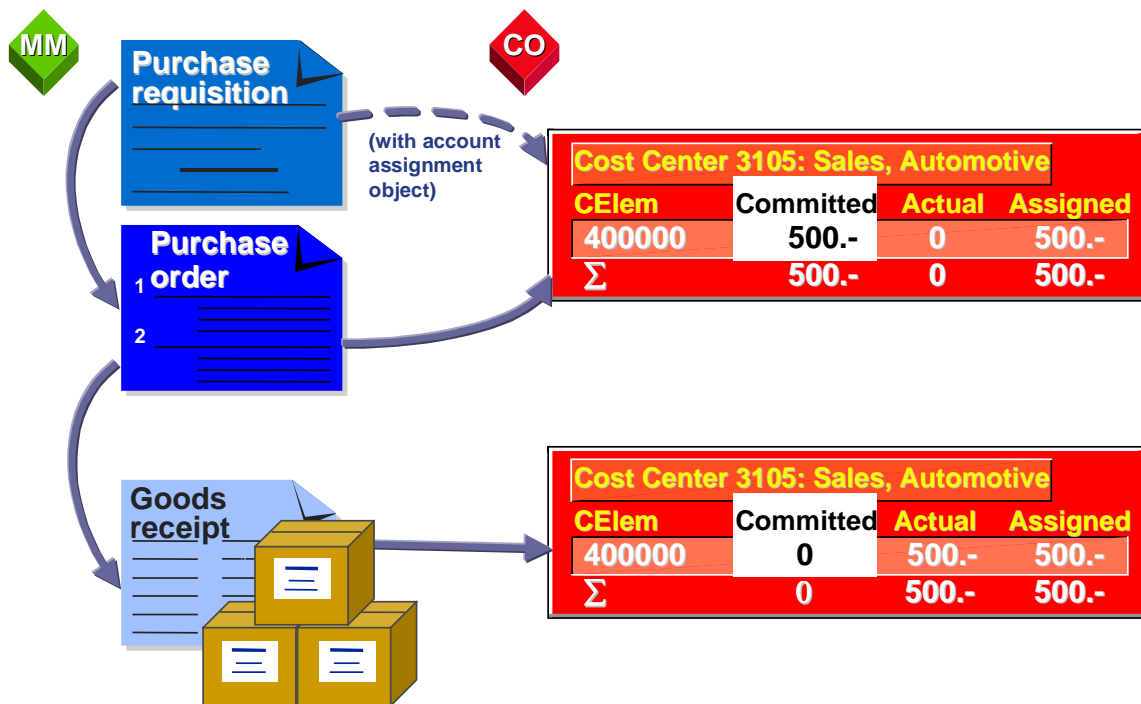 MM
Purchase
requisition
(with account
assignment
object)
CO
Cost Center 3105: Sales, Automotive
CElem Committed Actual Assigned
400000 500.- 0 500.-
Σ 500.- 0 500.-
Purchase
order
1
2
Goods
receipt
Cost Center 3105: Sales, Automotive
CElem Committed Actual Assigned
400000 0 500.- 500.-
Σ 0 500.- 500.-